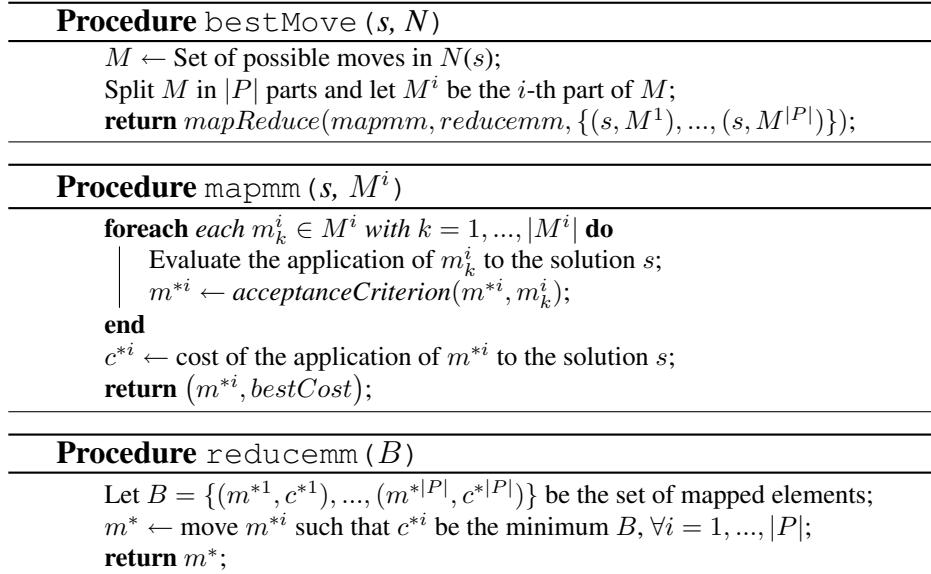 Procedure bestMove(s, N)
M ← Set of possible moves in N(s);
Split M in |P| parts and let M^i be the i-th part of M;
return mapReduce(mapmm, reducemm, {(s, M^1), ..., (s, M^{|P|})});
Procedure mapmm(s, M^i)
foreach each m_k^i ∈ M^i with k = 1, ..., |M^i| do
Evaluate the application of m_k^i to the solution s;
m^{*i} ← acceptanceCriterion(m^{*i}, m_k^i);
end
c^{*i} ← cost of the application of m^{*i} to the solution s;
return (m^{*i}, bestCost);
Procedure reducemm(B)
Let B = {(m^{*1}, c^{*1}), ..., (m^{*|P|}, c^{*|P|})} be the set of mapped elements;
m^* ← move m^{*i} such that c^{*i} be the minimum B, ∀i = 1, ..., |P|;
return m^*;